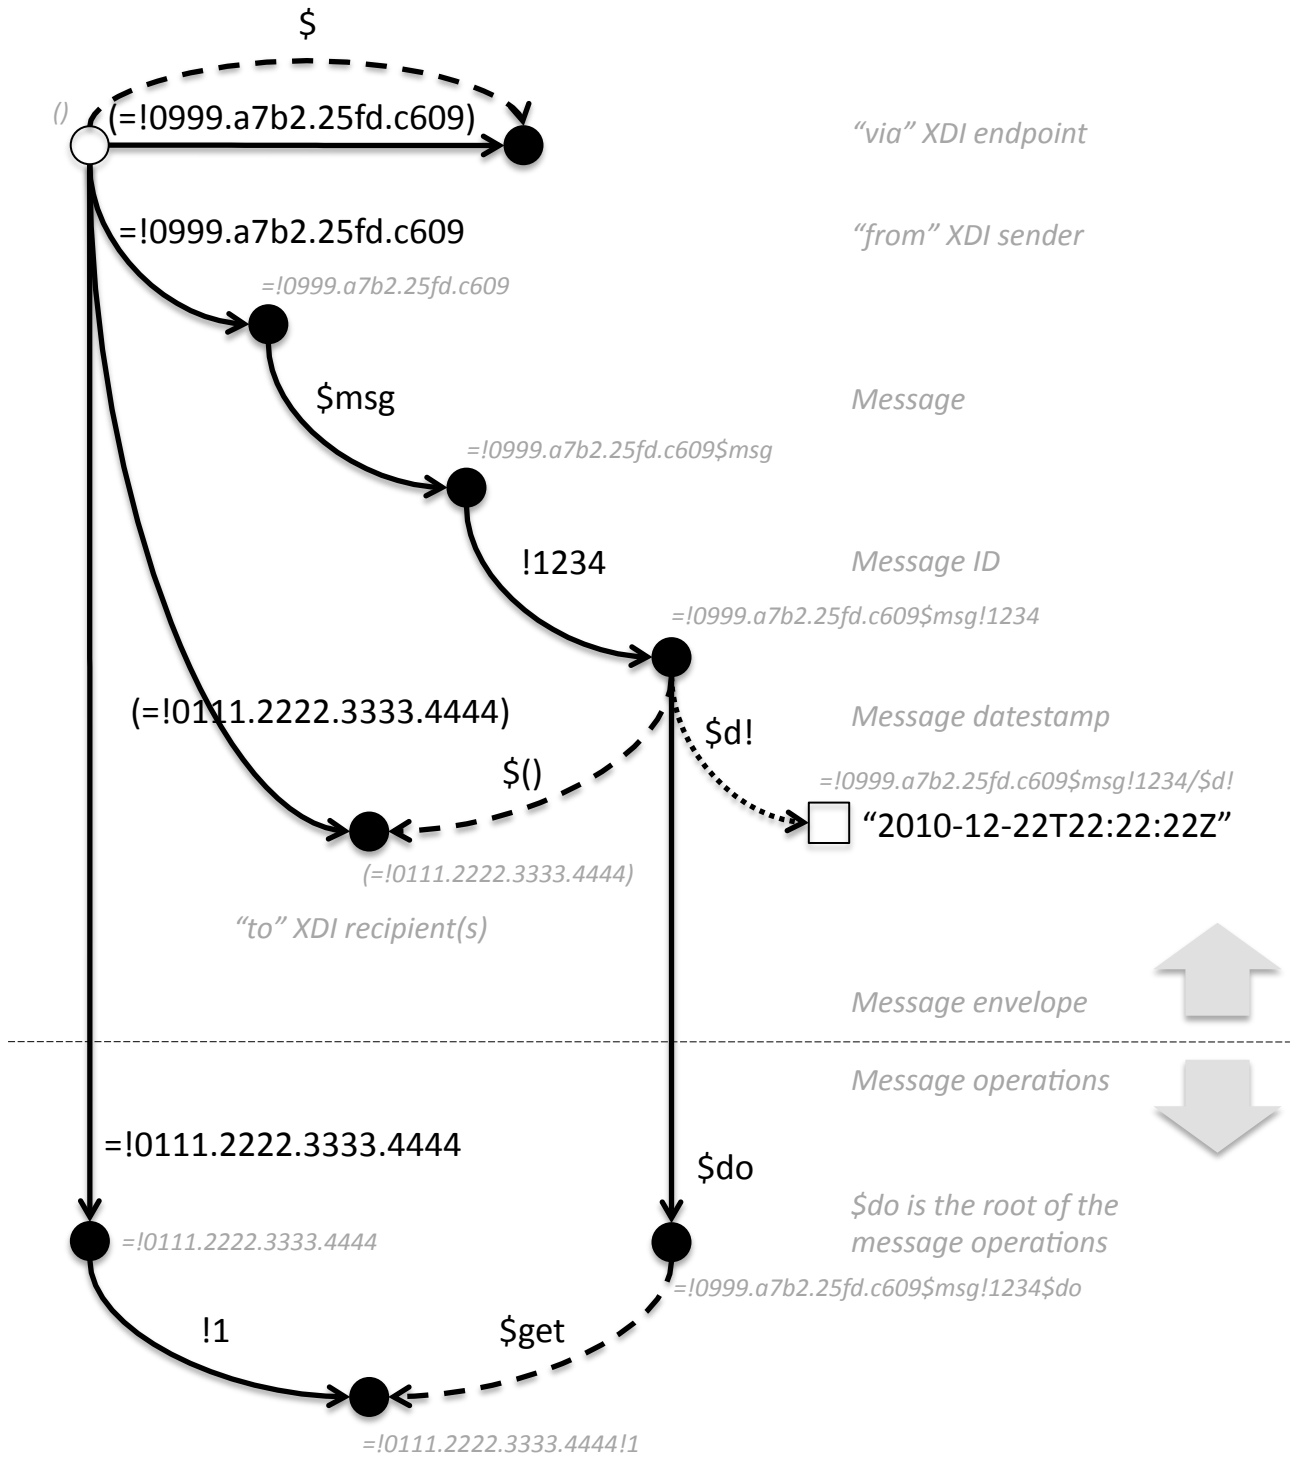 $
()
(=!0999.a7b2.25fd.c609)
“via” XDI endpoint
=!0999.a7b2.25fd.c609
“from” XDI sender
=!0999.a7b2.25fd.c609
$msg
Message
=!0999.a7b2.25fd.c609$msg
!1234
Message ID
=!0999.a7b2.25fd.c609$msg!1234
(=!0111.2222.3333.4444)
$d!
Message datestamp
$()
=!0999.a7b2.25fd.c609$msg!1234/$d!
“2010-12-22T22:22:22Z”
(=!0111.2222.3333.4444)
“to” XDI recipient(s)
Message envelope
Message operations
=!0111.2222.3333.4444
$do
$do is the root of the
message operations
=!0111.2222.3333.4444
=!0999.a7b2.25fd.c609$msg!1234$do
!1
$get
=!0111.2222.3333.4444!1